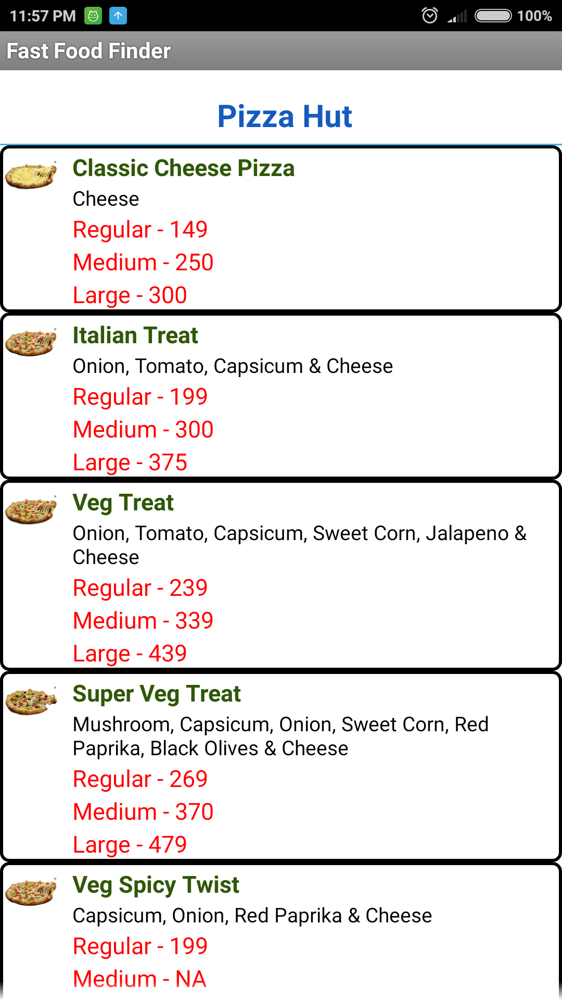 11:57 PM 100%
Fast Food Finder
Pizza Hut
Classic Cheese Pizza
Cheese
Regular - 149
Medium - 250
Large - 300
Italian Treat
Onion, Tomato, Capsicum & Cheese
Regular - 199
Medium - 300
Large - 375
Veg Treat
Onion, Tomato, Capsicum, Sweet Corn, Jalapeno &
Cheese
Regular - 239
Medium - 339
Large - 439
Super Veg Treat
Mushroom, Capsicum, Onion, Sweet Corn, Red
Paprika, Black Olives & Cheese
Regular - 269
Medium - 370
Large - 479
Veg Spicy Twist
Capsicum, Onion, Red Paprika & Cheese
Regular - 199
Medium - NA